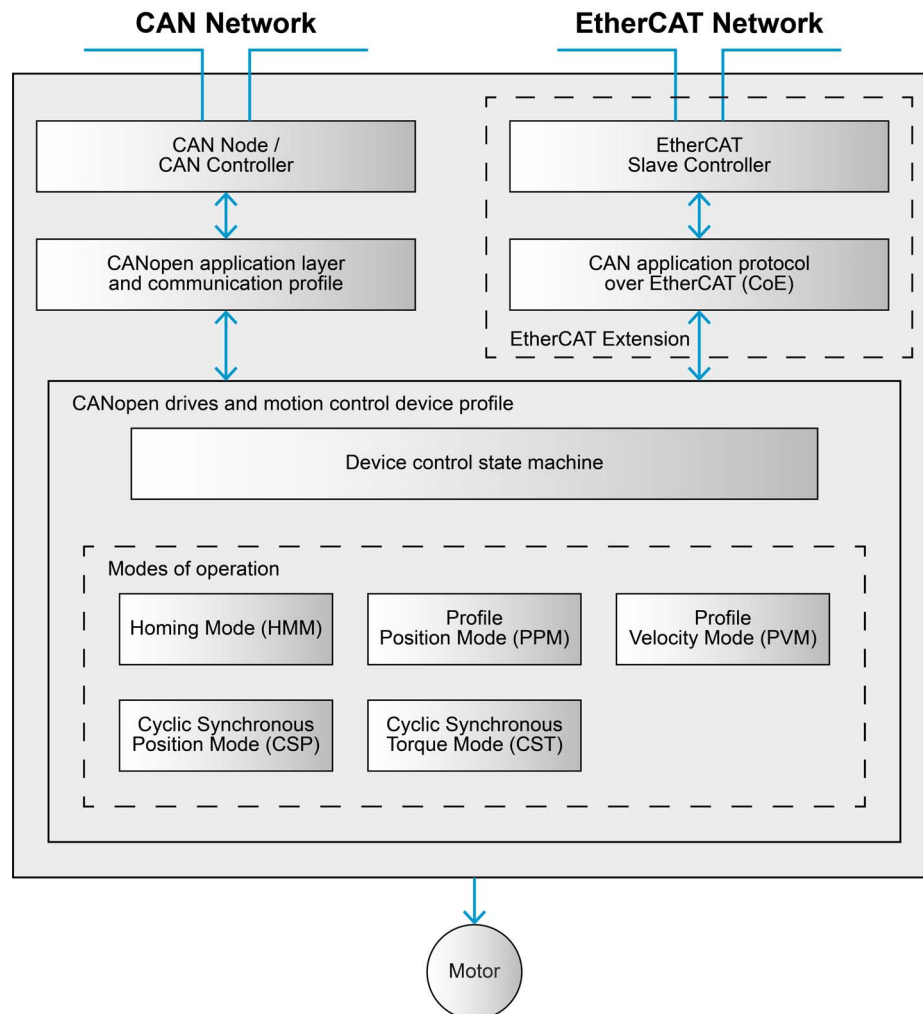 CAN Network
EtherCAT Network
CAN Node /
CAN Controller
EtherCAT
Slave Controller
CANopen application layer
and communication profile
CAN application protocol
over EtherCAT (CoE)
EtherCAT Extension
CANopen drives and motion control device profile
Device control state machine
Modes of operation
Homing Mode (HMM)
Profile
Position Mode (PPM)
Profile
Velocity Mode (PVM)
Cyclic Synchronous
Position Mode (CSP)
Cyclic Synchronous
Torque Mode (CST)
Motor